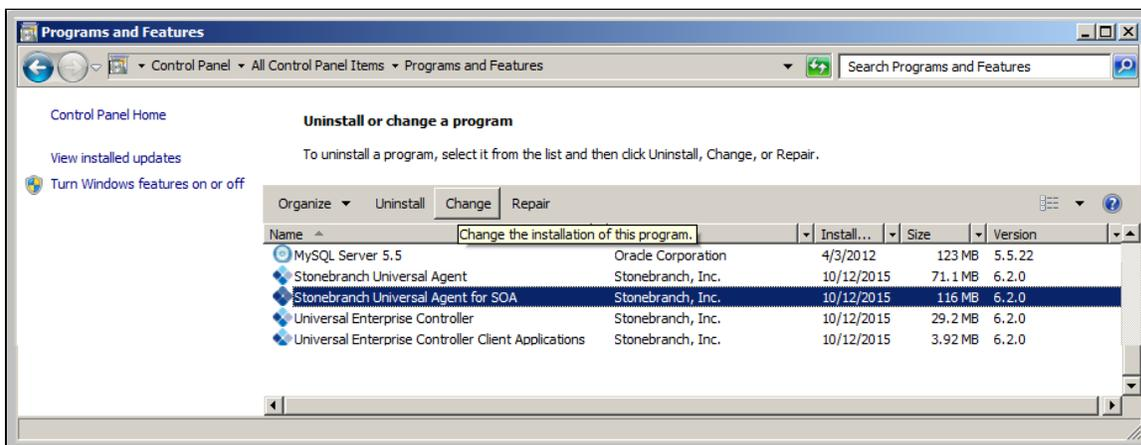 Programs and Features
Control Panel All Control Panel Items Programs and Features Search Programs and Features
Control Panel Home
Uninstall or change a program
View installed updates
To uninstall a program, select it from the list and then click Uninstall, Change, or Repair.
Turn Windows features on or off
Organize Uninstall Change Repair
Name Install... Size Version
Change the installation of this program.
MySQL Server 5.5 Oracle Corporation 4/3/2012 123 MB 5.5.22
Stonebranch Universal Agent Stonebranch, Inc. 10/12/2015 71.1 MB 6.2.0
Stonebranch Universal Agent for SOA Stonebranch, Inc. 10/12/2015 116 MB 6.2.0
Universal Enterprise Controller Stonebranch, Inc. 10/12/2015 29.2 MB 6.2.0
Universal Enterprise Controller Client Applications Stonebranch, Inc. 10/12/2015 3.92 MB 6.2.0